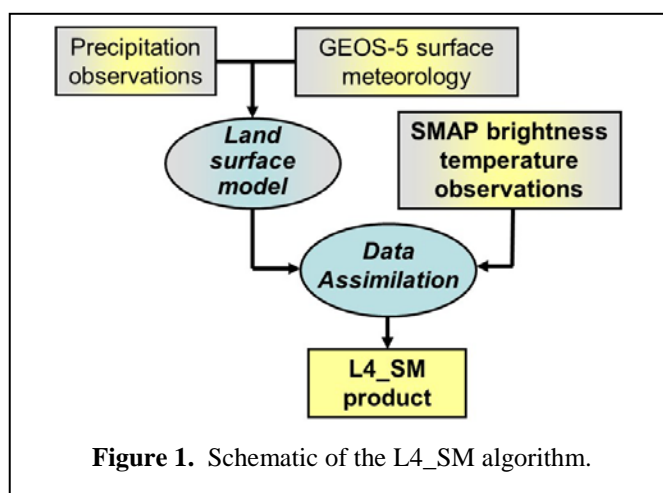 Precipitation
observations
GEOS-5 surface
meteorology
Land
surface
model
SMAP brightness
temperature
observations
Data
Assimilation
L4_SM
product
Figure 1. Schematic of the L4_SM algorithm.